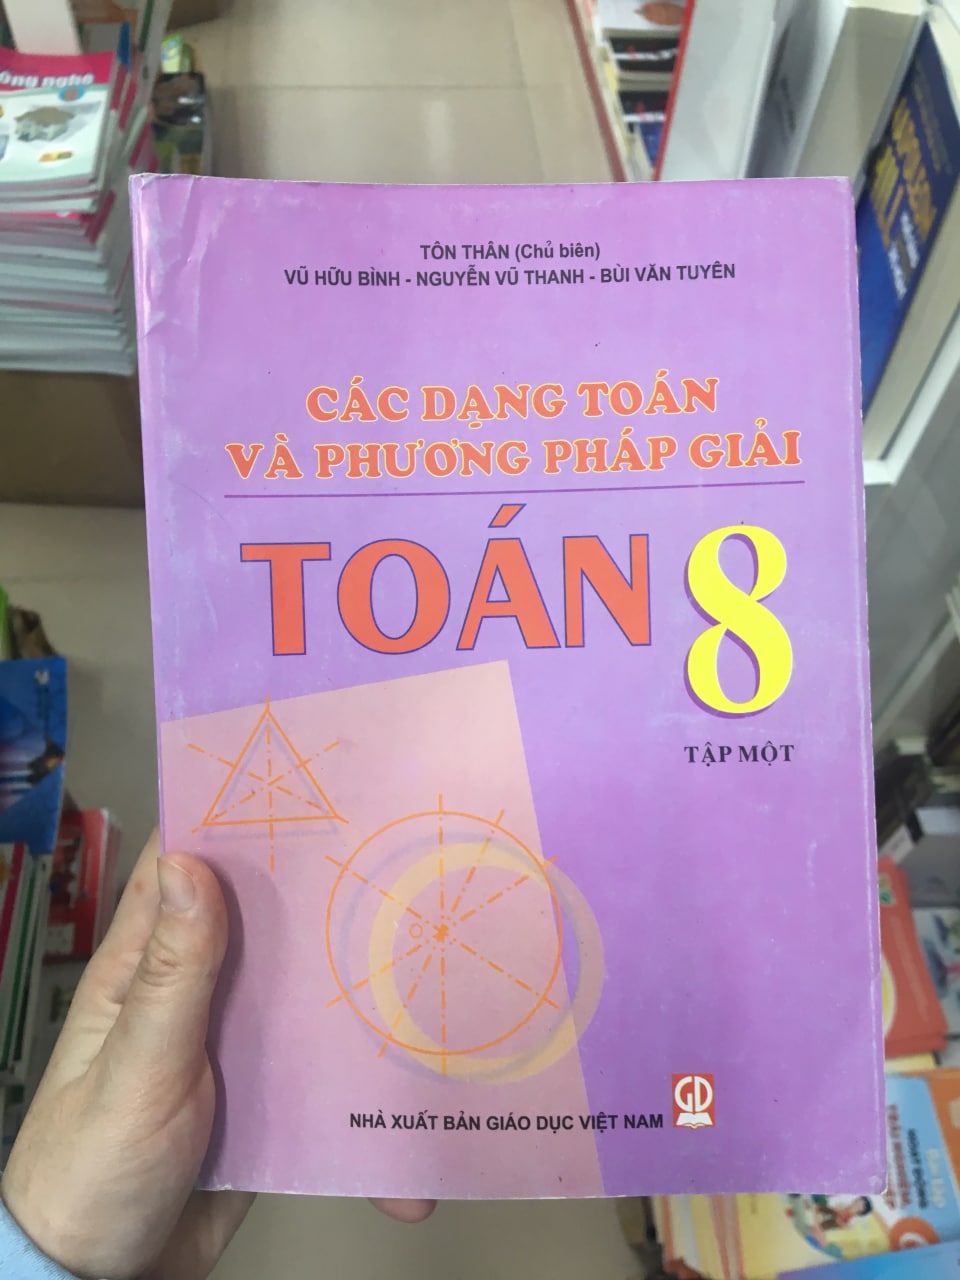 TÔN THÂN (Chủ biên)
VŨ HỮU BÌNH - NGUYỄN VŨ THANH - BÙI VĂN TUYÊN
CÁC DẠNG TOÁN
VÀ PHƯƠNG PHÁP GIẢI
TOÁN 8
TẬP MỘT
O
NHÀ XUẤT BẢN GIÁO DỤC VIỆT NAM
GD